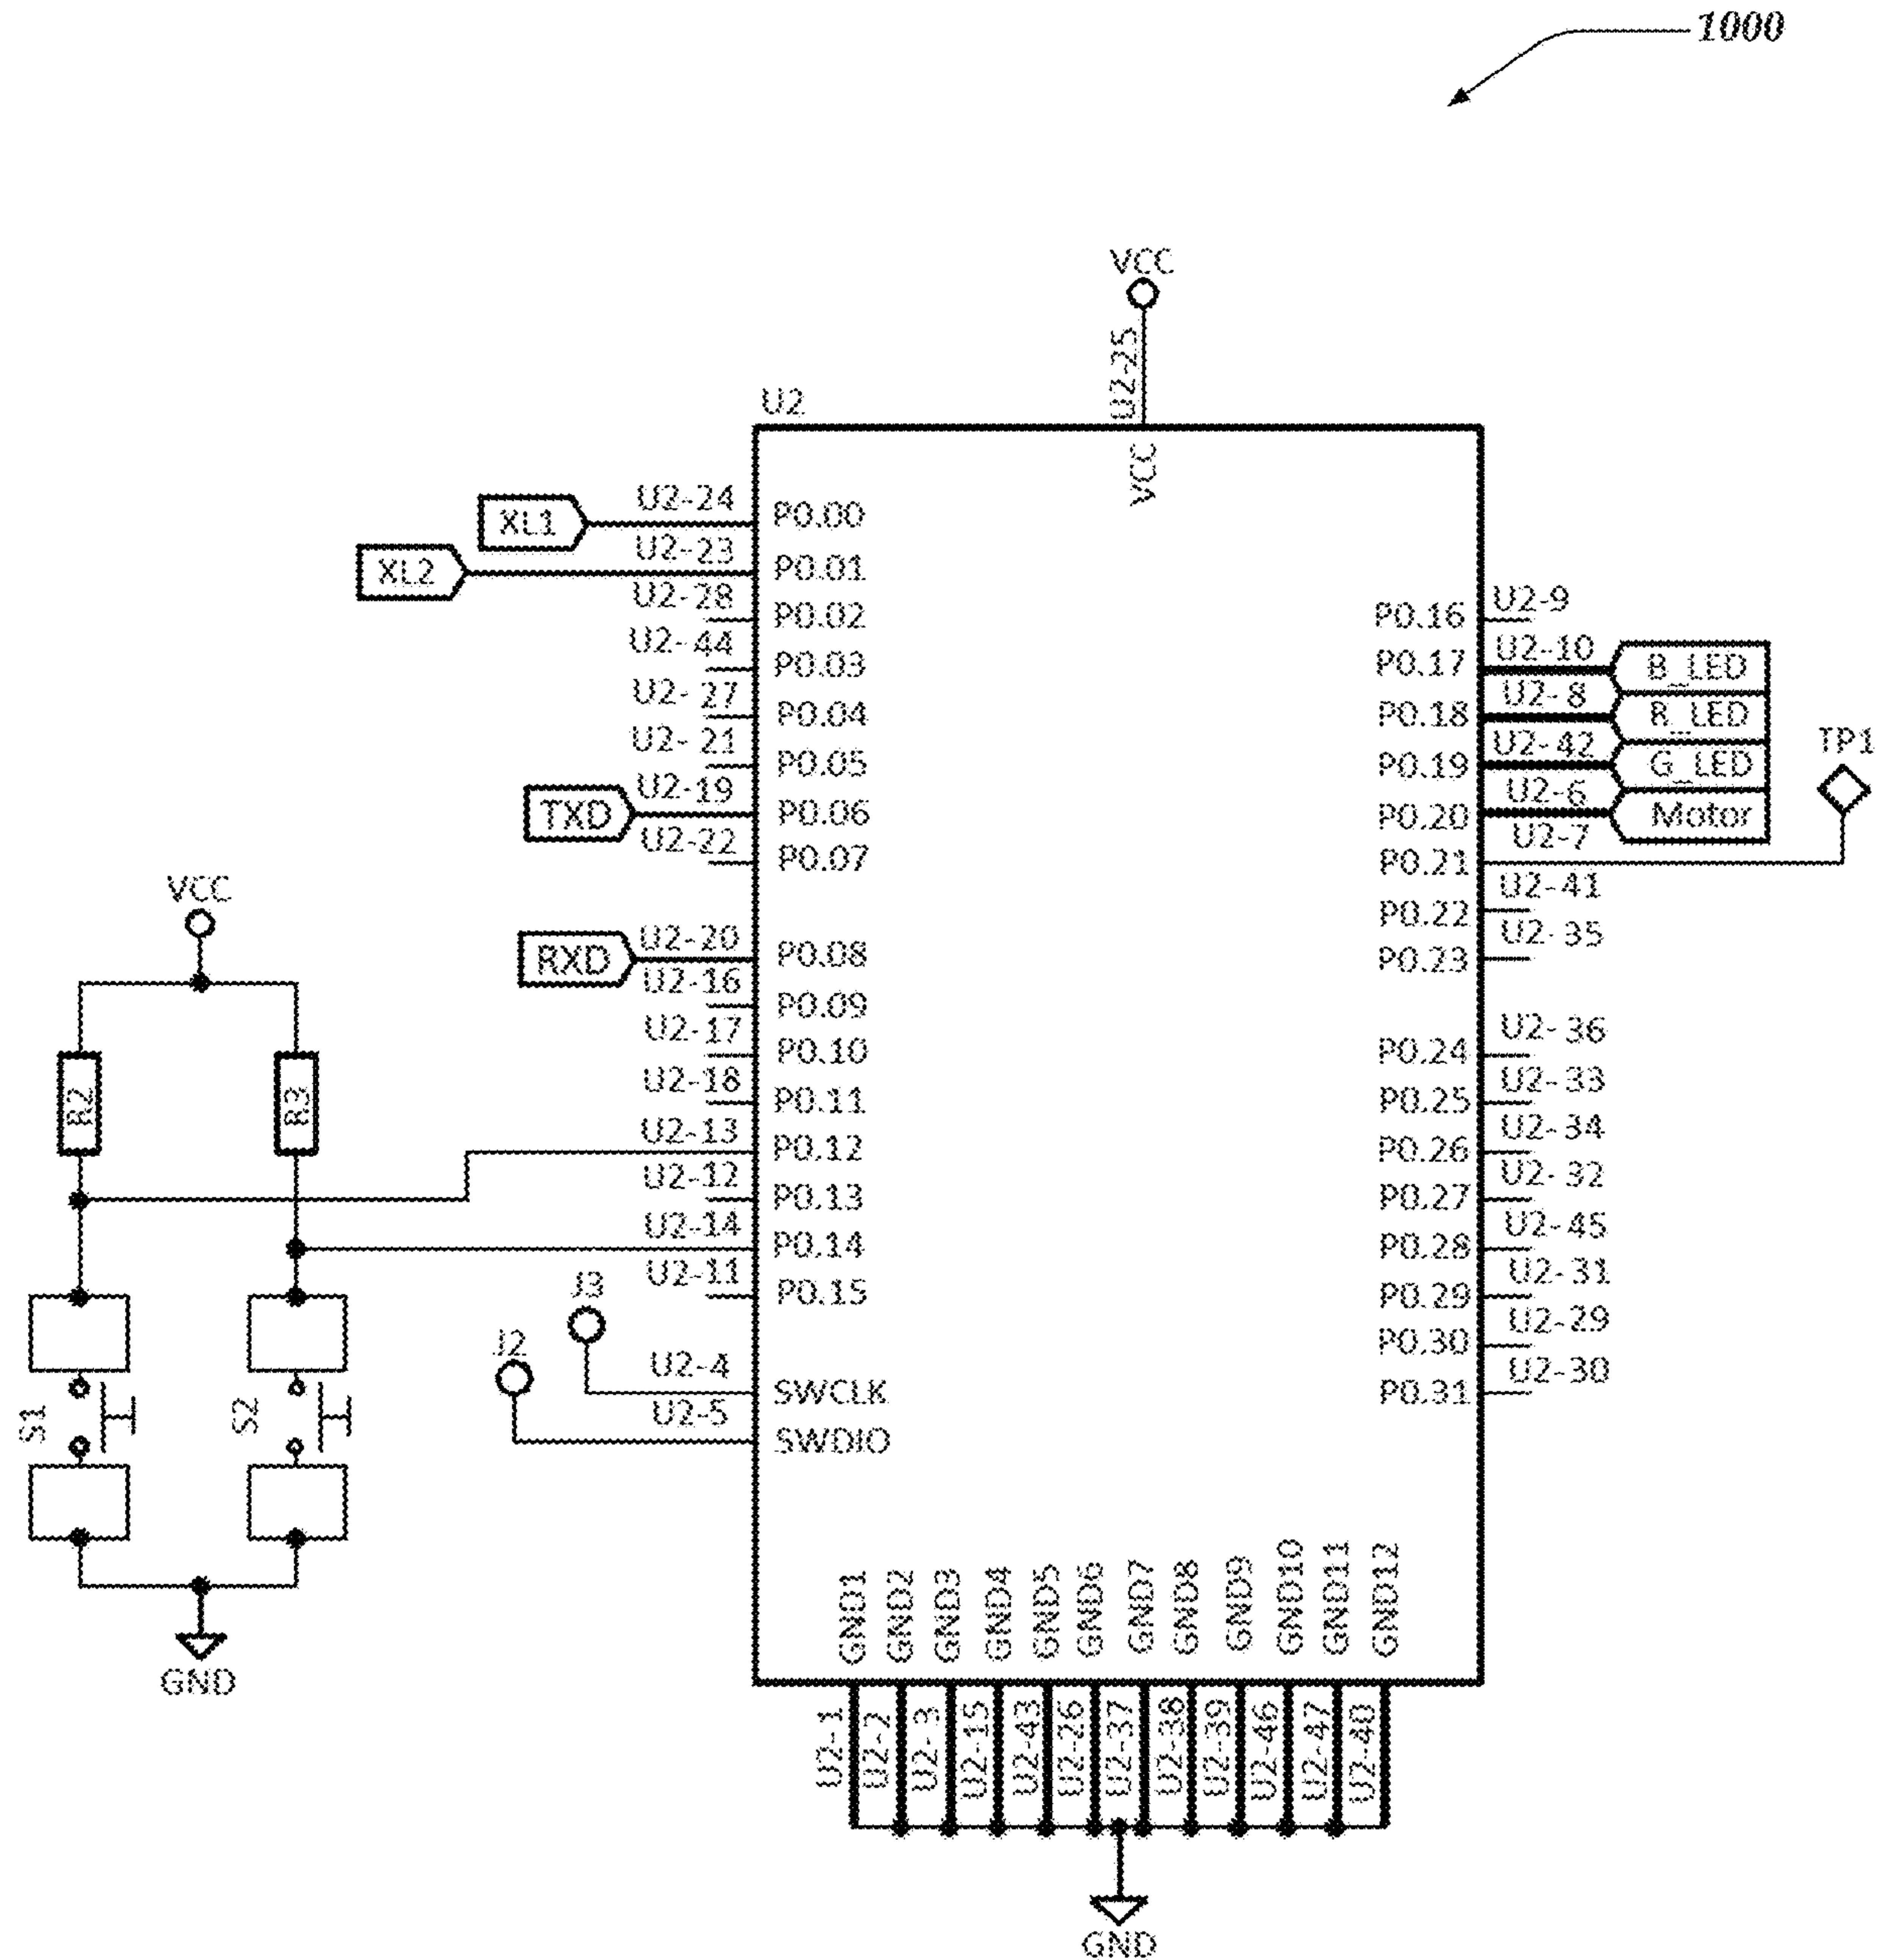 1000
VCC
U2-25
U2
VCC
XL1
U2-24
P0.00
XL2
U2-23
P0.01
U2-28
P0.02
U2-44
P0.03
U2-27
P0.04
U2-21
P0.05
TXD
U2-19
P0.06
U2-22
P0.07
RXD
U2-20
P0.08
U2-16
P0.09
U2-17
P0.10
U2-18
P0.11
U2-13
P0.12
U2-12
P0.13
U2-14
P0.14
U2-11
P0.15
J3
U2-4
SWCLK
J2
U2-5
SWDIO
P0.16
U2-9
P0.17
U2-10
B_LED
P0.18
U2-8
R_LED
P0.19
U2-42
G_LED
P0.20
U2-6
Motor
P0.21
U2-7
TP1
P0.22
U2-41
P0.23
U2-35
P0.24
U2-36
P0.25
U2-33
P0.26
U2-34
P0.27
U2-32
P0.28
U2-45
P0.29
U2-31
P0.30
U2-29
P0.31
U2-30
VCC
R2
R3
S1
S2
GND
GND1
GND2
GND3
GND4
GND5
GND6
GND7
GND8
GND9
GND10
GND11
GND12
U2-1
U2-2
U2-3
U2-15
U2-43
U2-26
U2-37
U2-38
U2-39
U2-46
U2-47
U2-40
GND